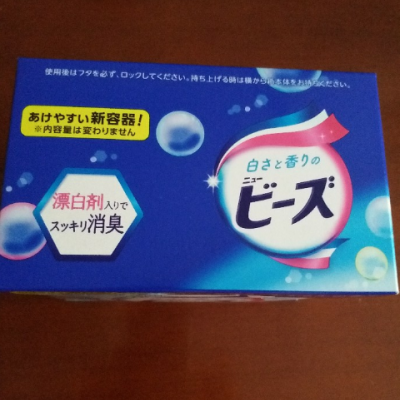 使用後はフタを必ず、ロックしてください。持ち上げる時は横から本体をお持ちください。
あけやすい新容器!
※内容量は変わりません
白さと香りの
ニュー
ビーズ
漂白剤入りで
スッキリ消臭